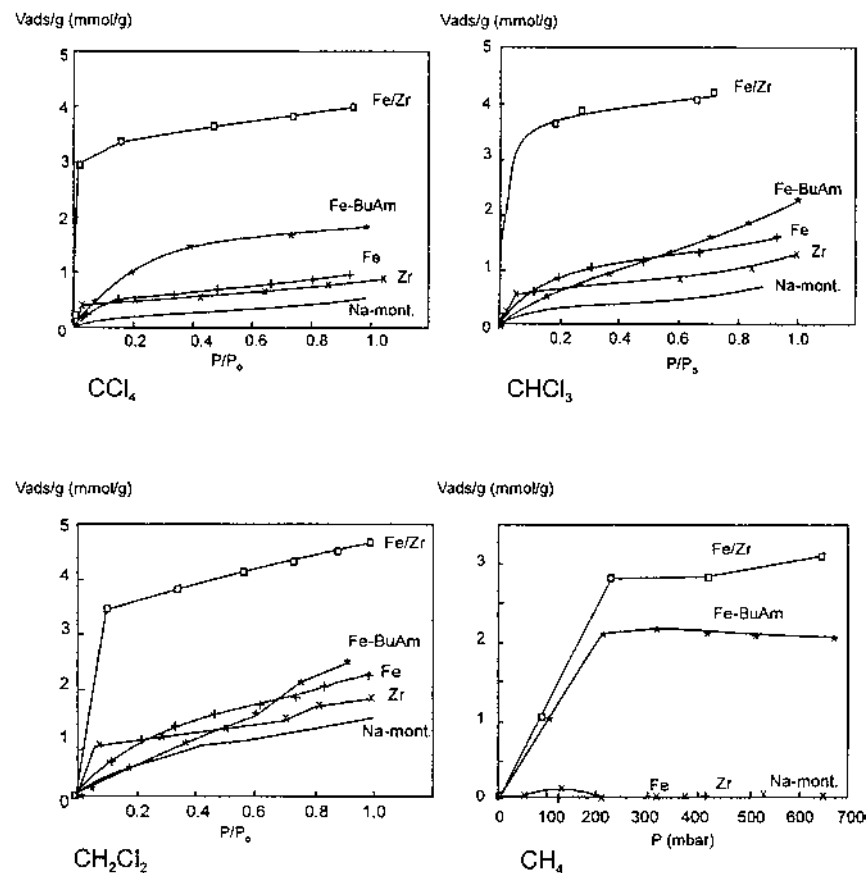 Vads/g (mmol/g)
5
4
3
2
1
0
Fe/Zr
Fe-BuAm
Fe
Zr
Na-mont.
0.2
0.4
0.6
0.8
1.0
P/P₀
CCl₄
Vads/g (mmol/g)
5
4
3
2
1
0
Fe/Zr
Fe-BuAm
Fe
Zr
Na-mont.
0.2
0.4
0.6
0.8
1.0
P/Pₛ
CHCl₃
Vads/g (mmol/g)
5
4
3
2
1
0
Fe/Zr
Fe-BuAm
Fe
Zr
Na-mont.
0.2
0.4
0.6
0.8
1.0
P/P₀
CH₂Cl₂
Vads/g (mmol/g)
3
2
1
0
Fe/Zr
Fe-BuAm
Fe
Zr
Na-mont.
0
100
200
300
400
500
600
700
P (mbar)
CH₄